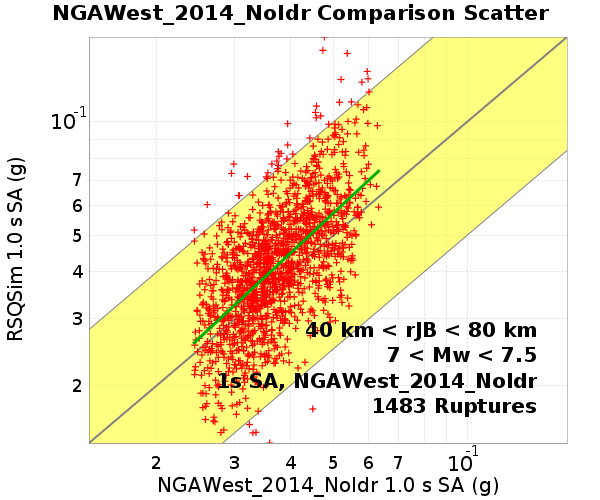 NGAWest_2014_NoIdr Comparison Scatter
RSQSim 1.0 s SA (g)
10-1
7
6
5
4
3
2
40 km < rJB < 80 km
7 < Mw < 7.5
1s SA, NGAWest_2014_NoIdr
1483 Ruptures
2 3 4 5 6 7 10-1
NGAWest_2014_NoIdr 1.0 s SA (g)